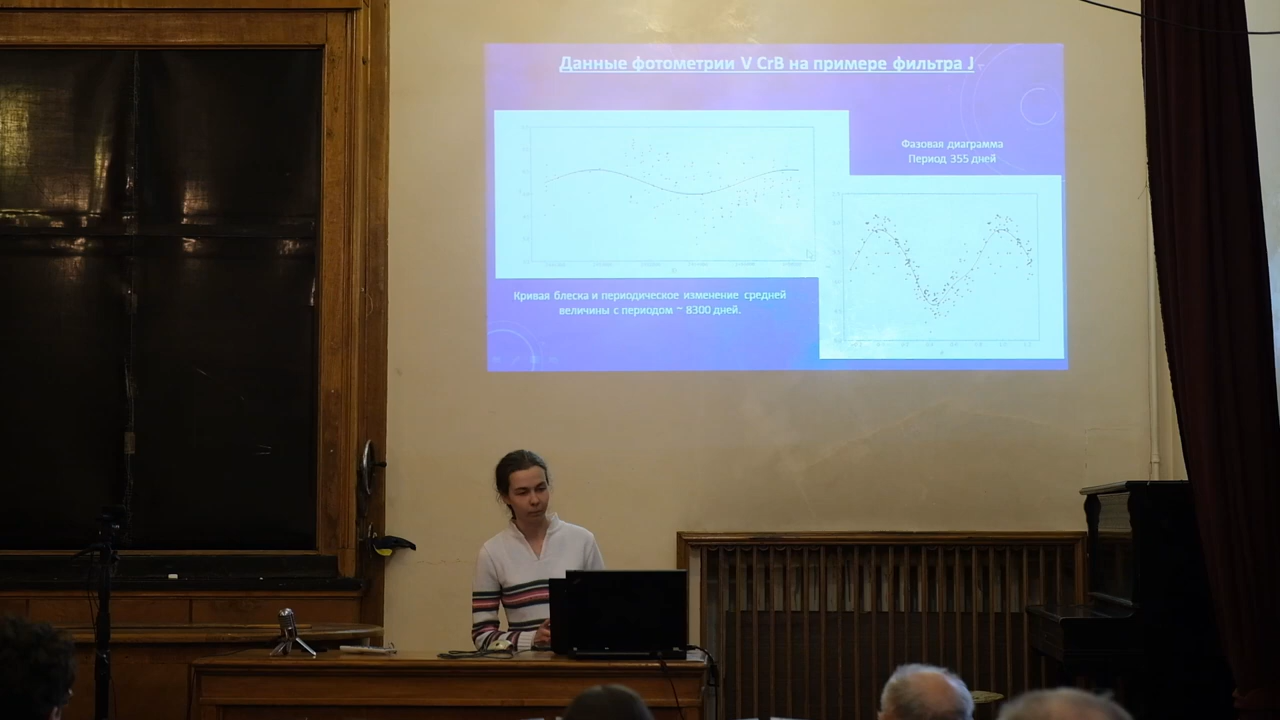 Данные фотометрии V CrB на примере фильтра J
Фазовая диаграмма
Период 355 дней
Кривая блеска и периодическое изменение средней
величины с периодом ~ 8300 дней.